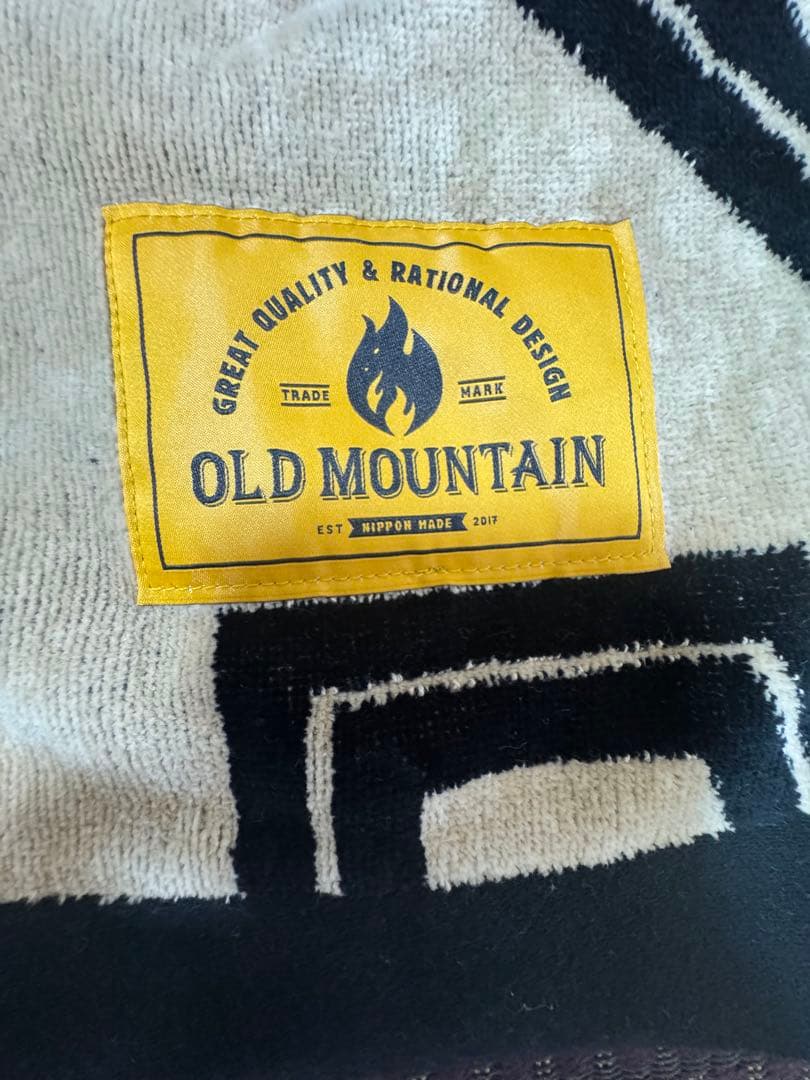 GREAT QUALITY & RATIONAL DESIGN
TRADE MARK
OLD MOUNTAIN
EST NIPPON MADE 2017